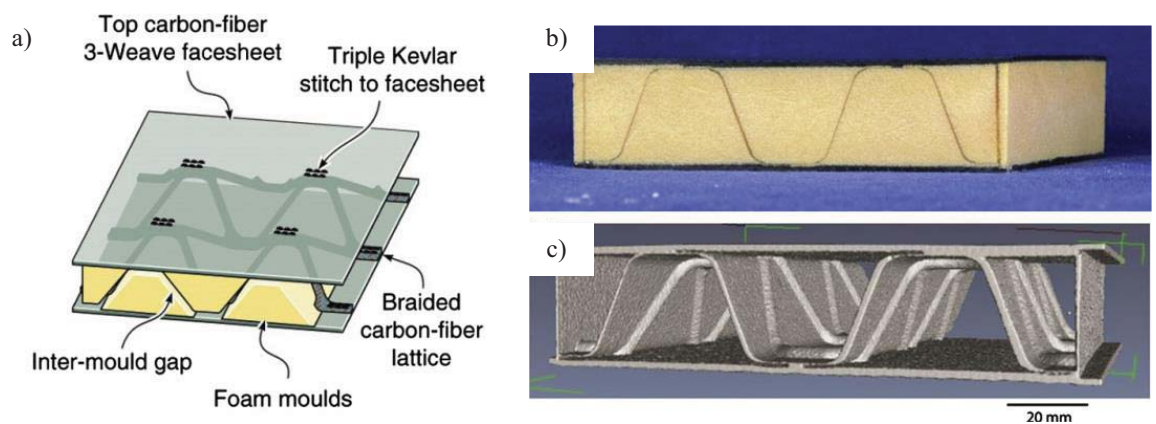 a)
Top carbon-fiber
3-Weave facesheet
Triple Kevlar
stitch to facesheet
Inter-mould gap
Foam moulds
Braided
carbon-fiber
lattice
b)
c)
20 mm